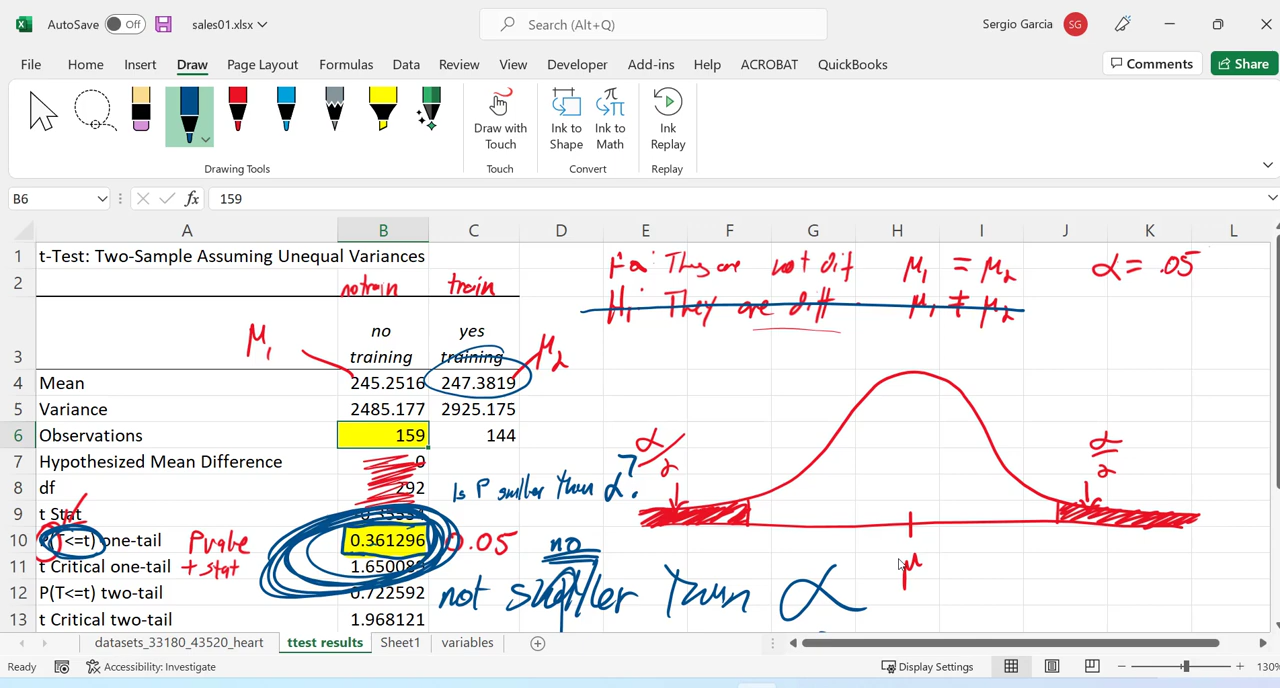 AutoSave Off sales01.xlsx Search (Alt+Q) Sergio Garcia SG
File Home Insert Draw Page Layout Formulas Data Review View Developer Add-ins Help ACROBAT QuickBooks Comments Share
Draw with Touch
Ink to Shape
Ink to Math
Ink Replay
Drawing Tools Touch Convert Replay
B6 fx 159
A B C D E F G H I J K L
1 t-Test: Two-Sample Assuming Unequal Variances
Ho: They are not dif μ1 = μ2 α = .05
2 notrain train
H1: They are diff μ1 ≠ μ2
no yes
3 training training
μ1 μ2
4 Mean 245.2516 247.3819
5 Variance 2485.177 2925.175
6 Observations 159 144
α/2 α/2
7 Hypothesized Mean Difference 0
8 df 292
Is P smaller than α?
9 t Stat
10 P(T<=t) one-tail 0.361296 0.05
Pvalue
no
11 t Critical one-tail
t stat
μ
12 P(T<=t) two-tail 0.722592
not smaller than α
13 t Critical two-tail 1.968121
datasets_33180_43520_heart ttest results Sheet1 variables
Ready Accessibility: Investigate Display Settings 130%